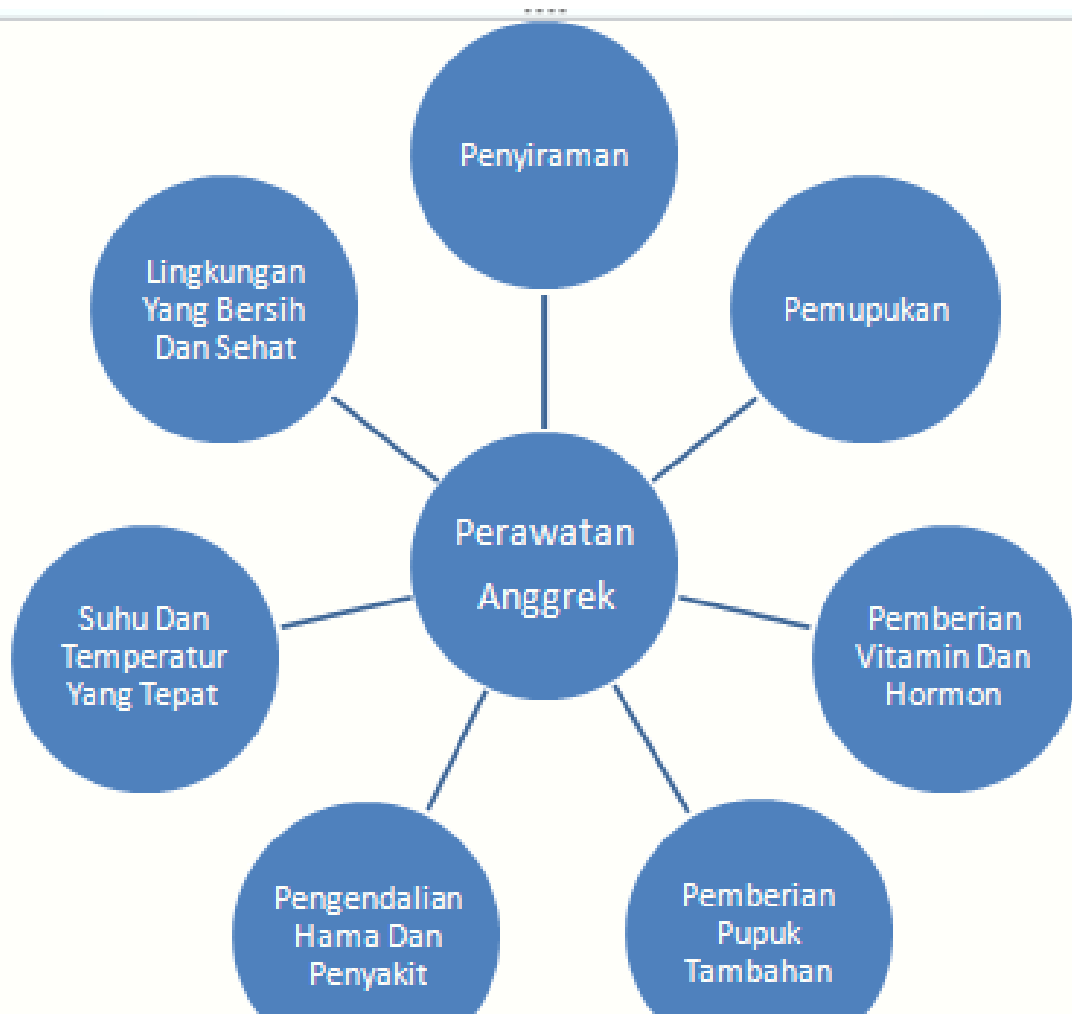 Penyiraman
Pemupukan
Pemberian
Vitamin Dan
Hormon
Pemberian
Pupuk
Tambahan
Pengendalian
Hama Dan
Penyakit
Suhu Dan
Temperatur
Yang Tepat
Lingkungan
Yang Bersih
Dan Sehat
Perawatan
Anggrek